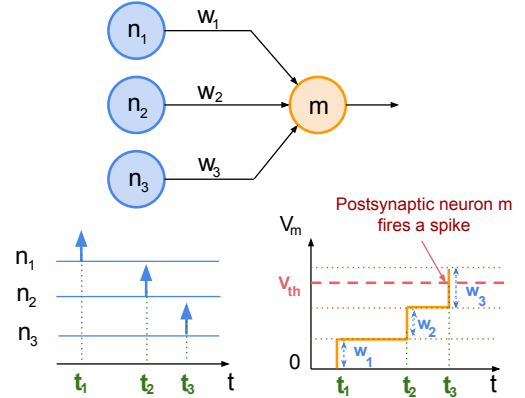 n1
w1
n2
w2
m
n3
w3
Postsynaptic neuron m
fires a spike
n1
n2
n3
t1
t2
t3
t
Vm
Vth
w3
w2
w1
0
t1
t2
t3
t